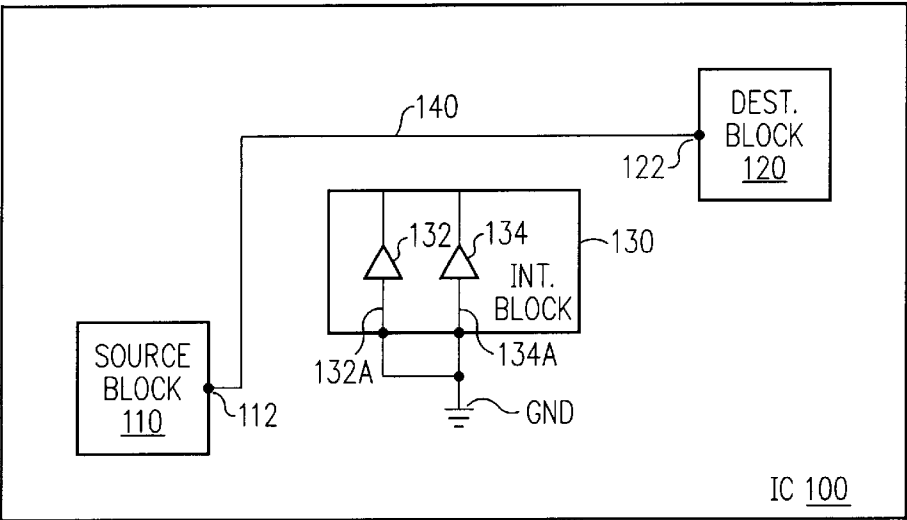 140
DEST.
BLOCK
120
122
132
134
130
INT.
BLOCK
SOURCE
BLOCK
110
112
132A
134A
GND
IC 100